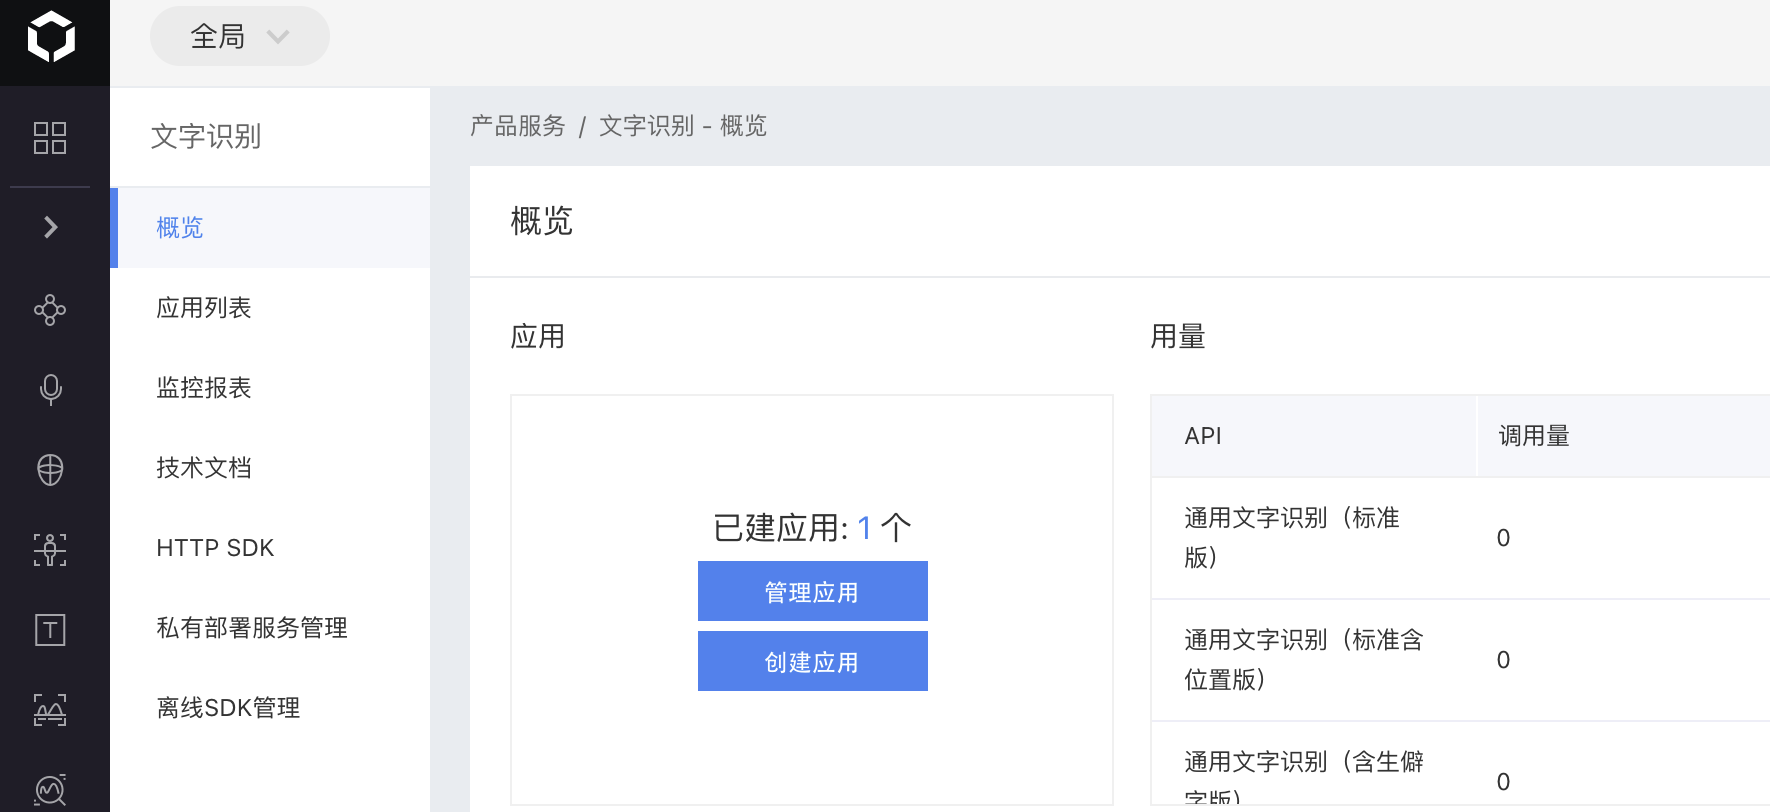 全局
文字识别
概览
应用列表
监控报表
技术文档
HTTP SDK
私有部署服务管理
离线SDK管理
产品服务 / 文字识别 - 概览
概览
应用
已建应用: 1 个
管理应用
创建应用
用量
API 调用量
通用文字识别（标准
版） 0
通用文字识别（标准含
位置版） 0
通用文字识别（含生僻
字版） 0